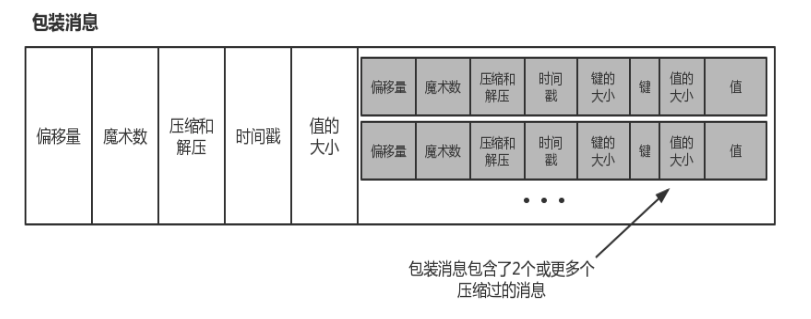 包装消息
偏移量 魔术数 压缩和 时间戳 值的
解压 大小
偏移量 魔术数 压缩和 时间 键的 键 值的 值
解压 戳 大小 大小
偏移量 魔术数 压缩和 时间 键的 键 值的 值
解压 戳 大小 大小
包装消息包含了2个或更多个
压缩过的消息